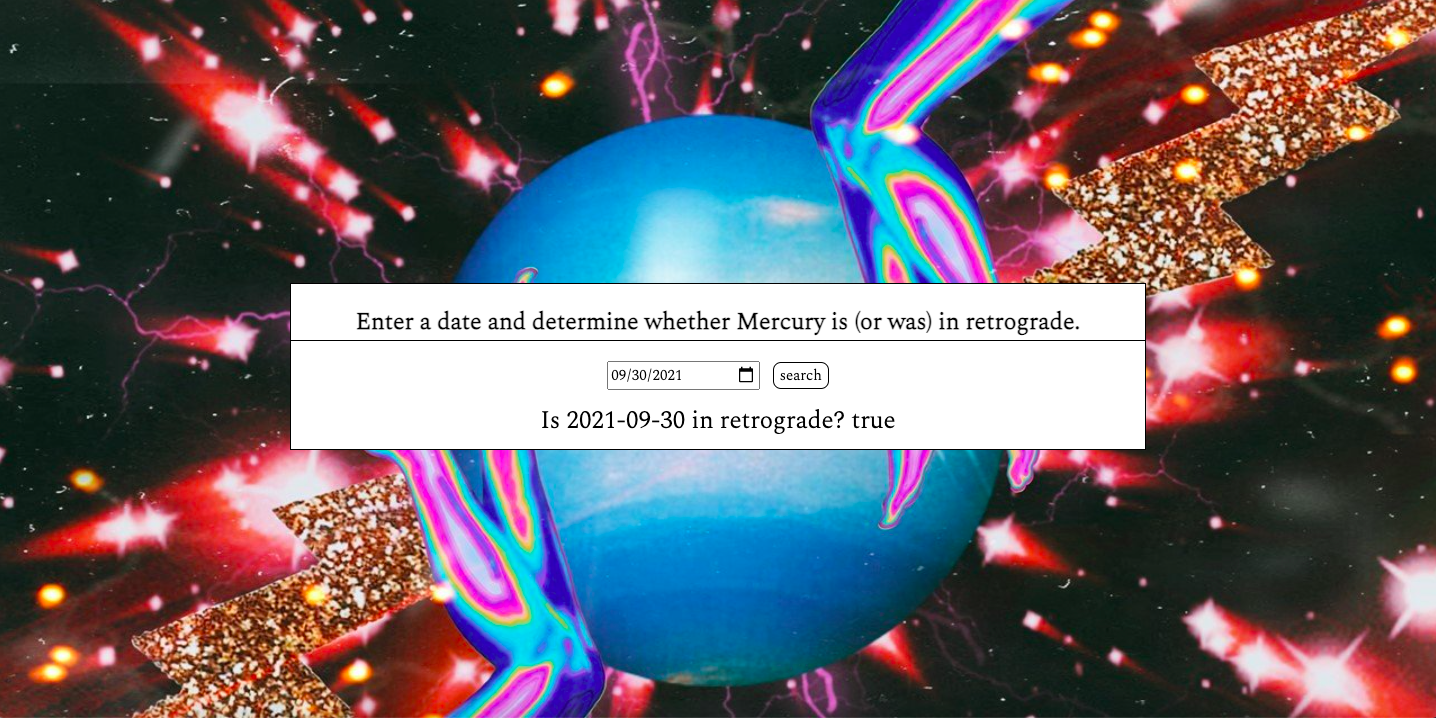 Enter a date and determine whether Mercury is (or was) in retrograde.
09/30/2021 search
Is 2021-09-30 in retrograde? true